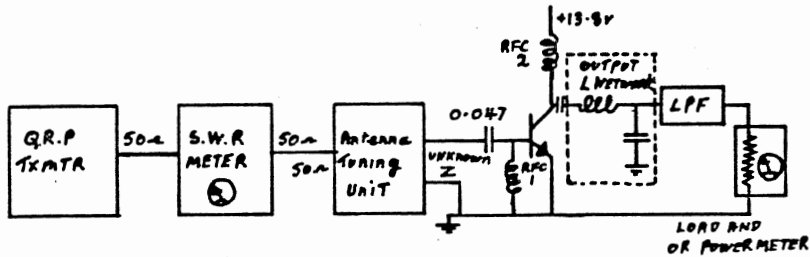 +13.8v
RFC
2
OUTPUT
L NETWORK
LPF
0.047
Q.R.P
TXMTR
50Ω
S.W.R
METER
50Ω
50Ω
Antenna
Tuning
Unit
UNKNOWN
Z
RFC
1
LOAD AND
OR POWERMETER